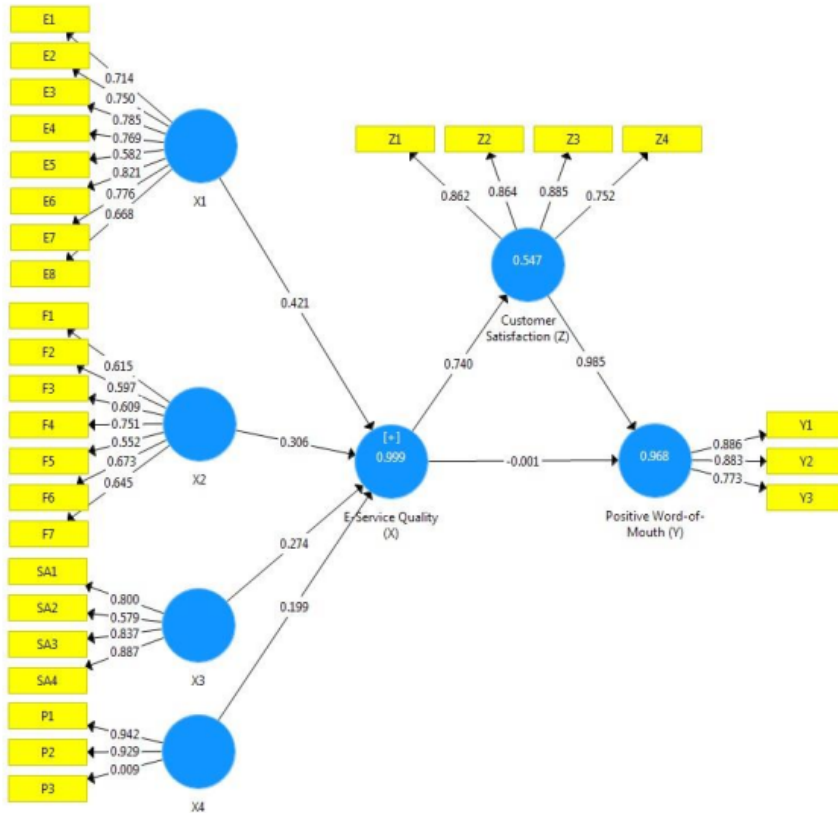 E1
E2
E3
E4
E5
E6
E7
E8
0.714
0.750
0.785
0.769
0.582
0.821
0.776
0.668
X1
0.421
F1
F2
F3
F4
F5
F6
F7
0.615
0.597
0.609
0.751
0.552
0.673
0.645
X2
0.306
SA1
SA2
SA3
SA4
0.800
0.579
0.837
0.887
X3
0.274
P1
P2
P3
0.942
0.929
0.009
X4
0.199
[+]
0.999
E-Service Quality
(X)
0.740
-0.001
Z1
Z2
Z3
Z4
0.862
0.864
0.885
0.752
0.547
Customer
Satisfaction (Z)
0.985
0.968
Positive Word-of-
Mouth (Y)
0.886
0.883
0.773
Y1
Y2
Y3